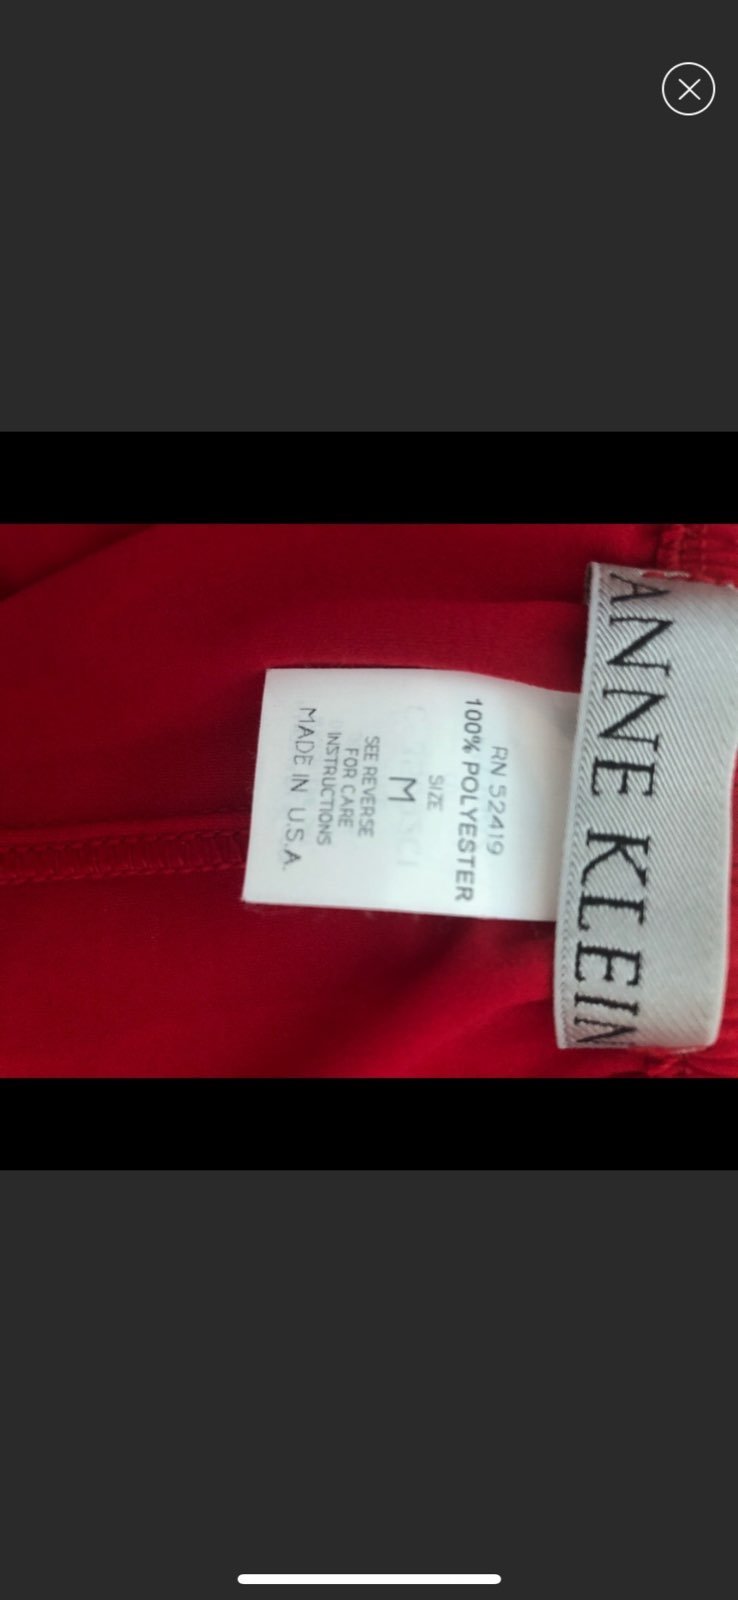 ANNE KLEIN
RN 52419
100% POLYESTER
SIZE
M
SEE REVERSE
FOR CARE
INSTRUCTIONS
MADE IN U.S.A.